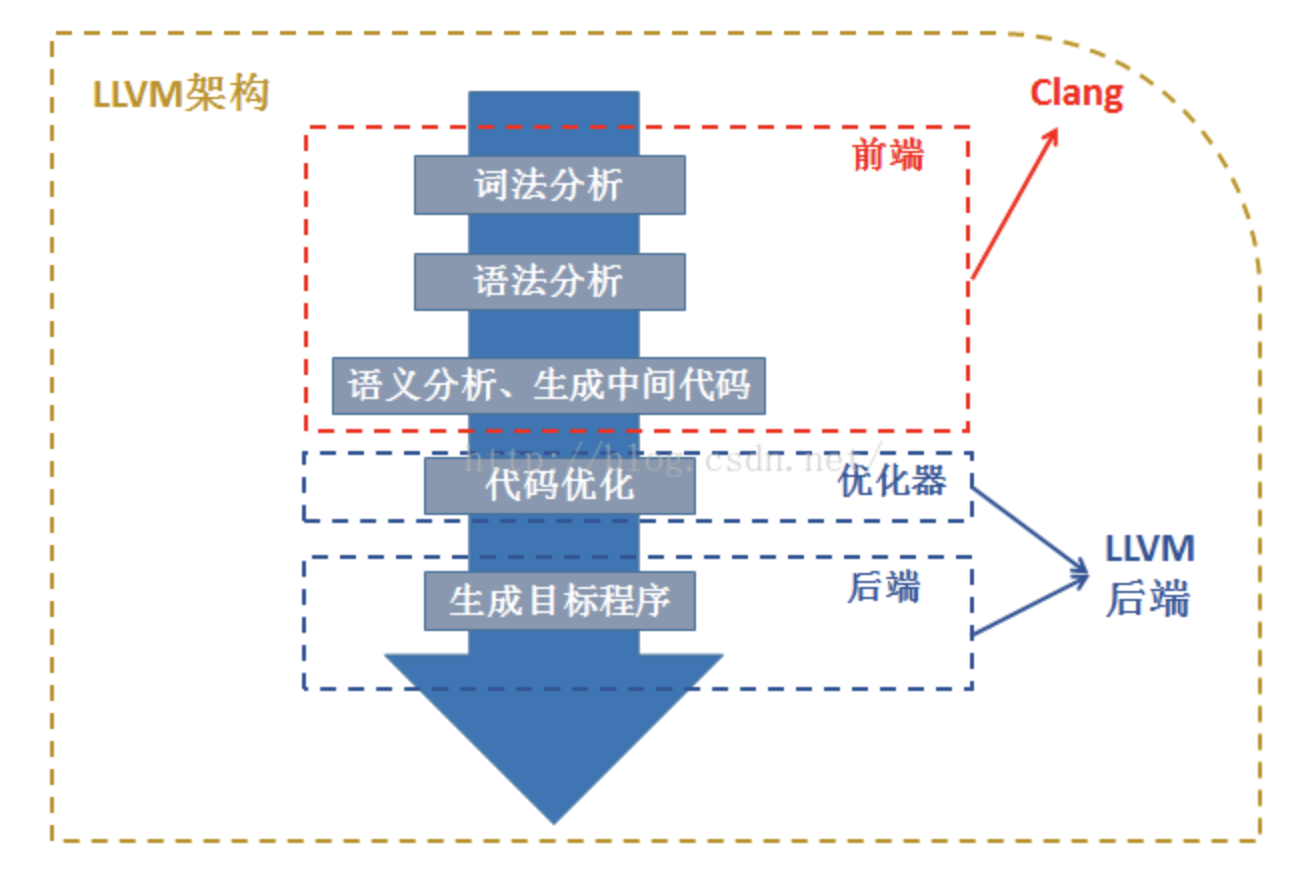 LLVM架构
Clang
前端
词法分析
语法分析
语义分析、生成中间代码
http://blog.csdn.net/
代码优化
优化器
LLVM
后端
后端
生成目标程序